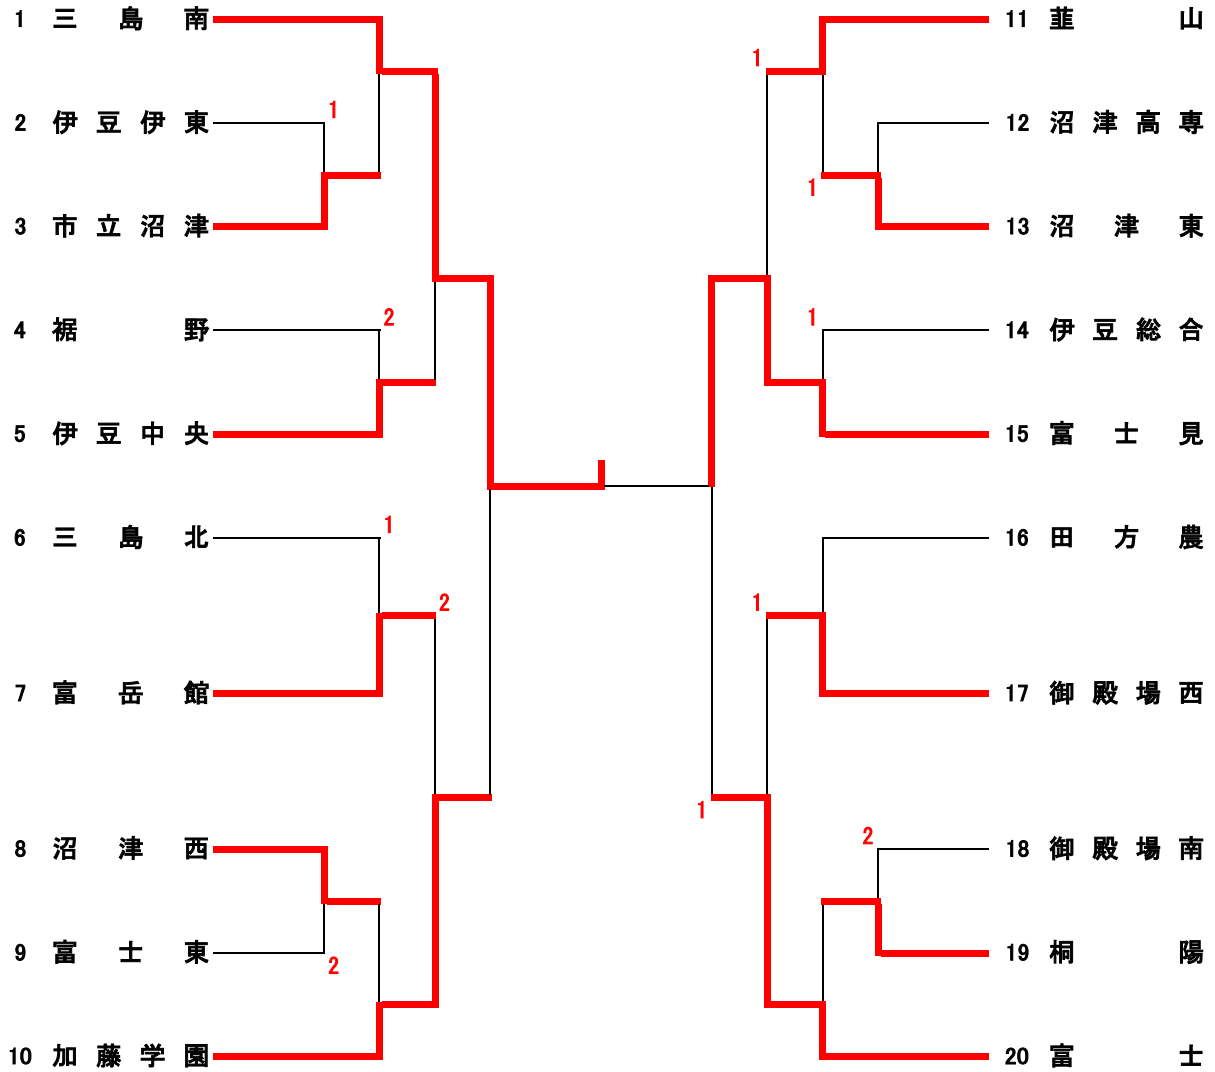 1 三島南
1
2 伊豆伊東
3 市立沼津
2
4 裾野
5 伊豆中央
1
6 三島北
2
7 富岳館
8 沼津西
9 富士東
2
10 加藤学園
11 韮山
1
12 沼津高専
1
13 沼津東
1
14 伊豆総合
15 富士見
16 田方農
1
17 御殿場西
1
2
18 御殿場南
19 桐陽
20 富士